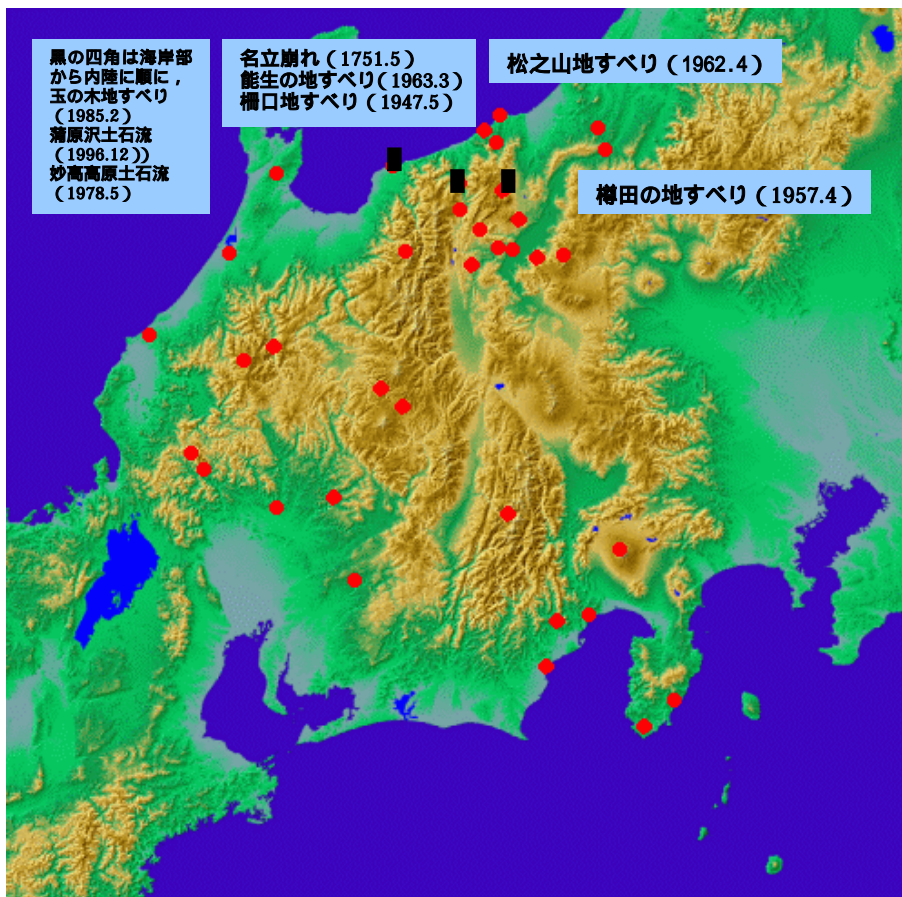 黒の四角は海岸部
から内陸に順に，
玉の木地すべり
（1985.2）
蒲原沢土石流
（1996.12））
妙高高原土石流
（1978.5）
名立崩れ（1751.5）
能生の地すべり（1963.3）
柵口地すべり（1947.5）
松之山地すべり（1962.4）
樽田の地すべり（1957.4）